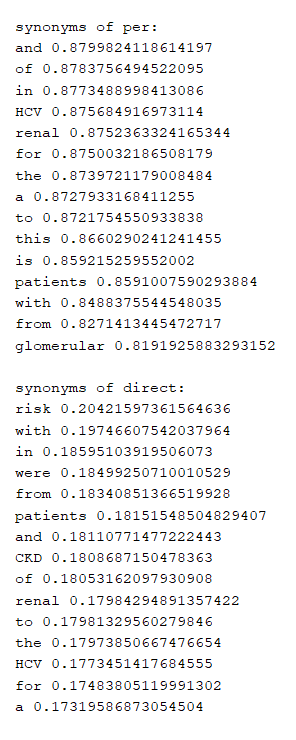 synonyms of per:
and 0.8799824118614197
of 0.8783756494522095
in 0.8773488998413086
HCV 0.875684916973114
renal 0.8752363324165344
for 0.8750032186508179
the 0.8739721179008484
a 0.8727933168411255
to 0.8721754550933838
this 0.8660290241241455
is 0.859215259552002
patients 0.8591007590293884
with 0.8488375544548035
from 0.8271413445472717
glomerular 0.8191925883293152
synonyms of direct:
risk 0.20421597361564636
with 0.19746607542037964
in 0.18595103919506073
were 0.18499250710010529
from 0.18340851366519928
patients 0.18151548504829407
and 0.18110771477222443
CKD 0.1808687150478363
of 0.18053162097930908
renal 0.17984294891357422
to 0.17981329560279846
the 0.17973850667476654
HCV 0.1773451417684555
for 0.17483805119991302
a 0.17319586873054504